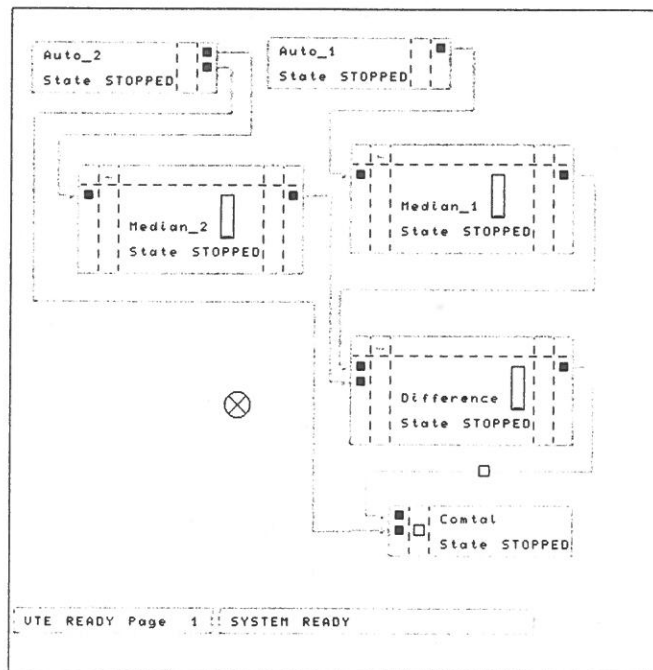 Auto_2
State STOPPED
Auto_1
State STOPPED
Median_2
State STOPPED
Median_1
State STOPPED
Difference
State STOPPED
Comtal
State STOPPED
VTE READY Page 1
SYSTEM READY